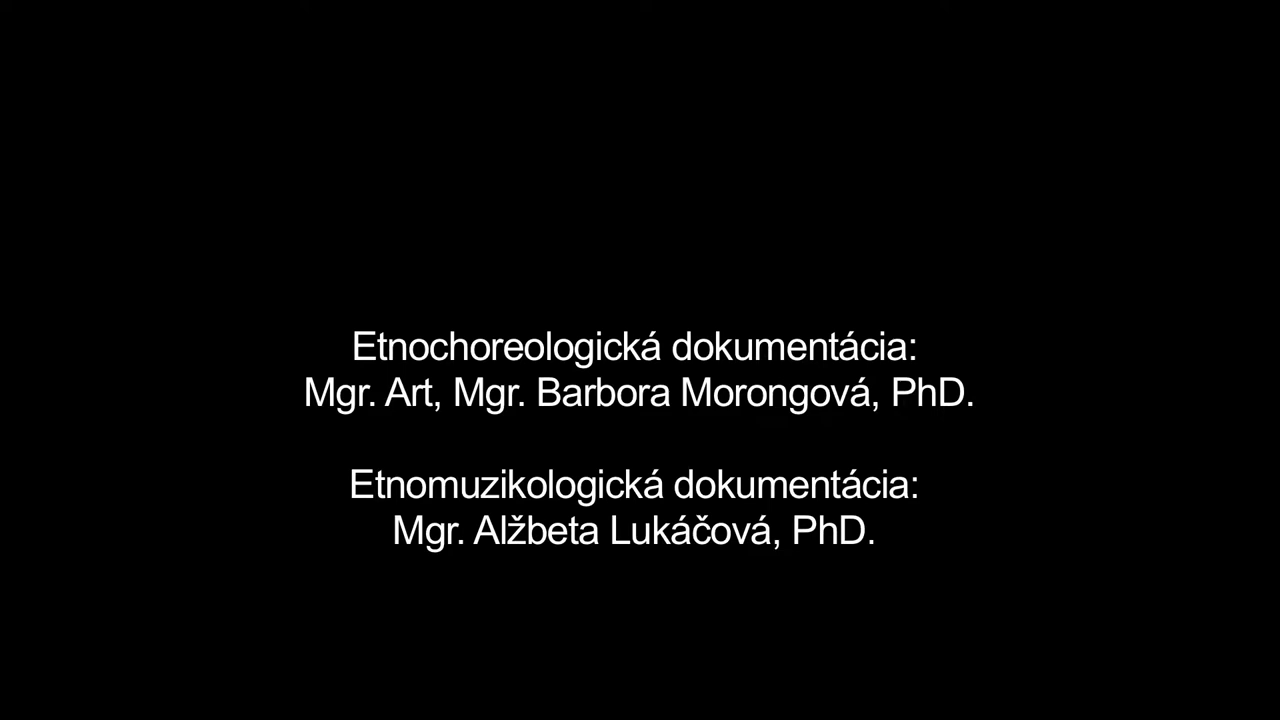 Etnochoreologická dokumentácia:
Mgr. Art, Mgr. Barbora Morongová, PhD.
Etnomuzikologická dokumentácia:
Mgr. Alžbeta Lukáčová, PhD.